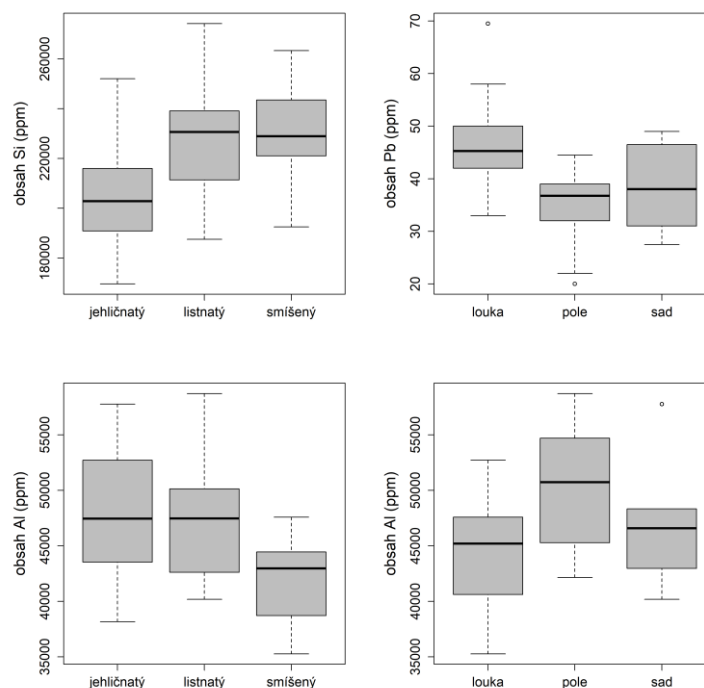 obsah Si (ppm)
260000
220000
180000
jehličnatý listnatý smíšený
obsah Pb (ppm)
70
60
50
40
30
20
louka pole sad
obsah Al (ppm)
55000
50000
45000
40000
35000
jehličnatý listnatý smíšený
obsah Al (ppm)
55000
50000
45000
40000
35000
louka pole sad